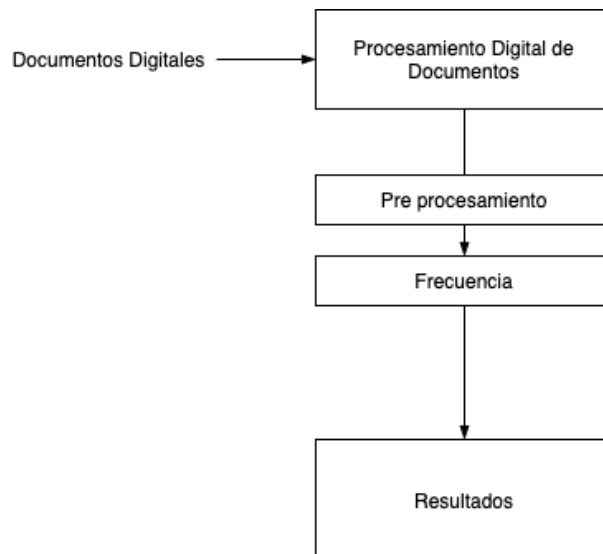 Procesamiento Digital de
Documentos
Documentos Digitales
Pre procesamiento
Frecuencia
Resultados